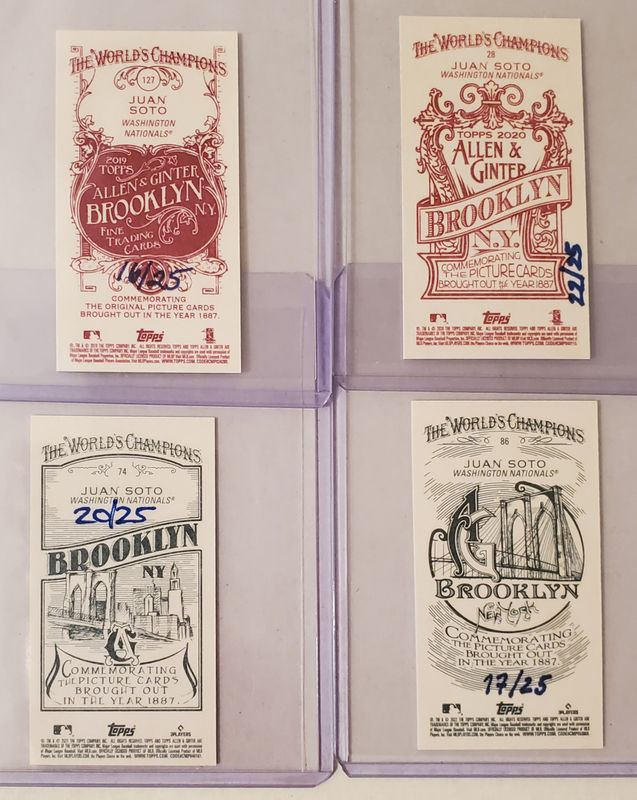 THE WORLD'S CHAMPIONS
127
JUAN
SOTO
WASHINGTON
NATIONALS®
2019
TOPPS
ALLEN & GINTER
BROOKLYN
N.Y.
FINE
TRADING
CARDS
16/25
COMMEMORATING
THE ORIGINAL PICTURE CARDS
BROUGHT OUT IN THE YEAR 1887.
Topps
THE WORLD'S CHAMPIONS
28
JUAN SOTO
WASHINGTON NATIONALS®
TOPPS 2020
ALLEN &
GINTER
BROOKLYN
N.Y.
COMMEMORATING
THE PICTURE CARDS
BROUGHT OUT IN THE YEAR 1887
22/25
Topps
THE WORLD'S CHAMPIONS
74
JUAN SOTO
WASHINGTON NATIONALS®
20/25
BROOKLYN
NY
COMMEMORATING
THE PICTURE CARDS
BROUGHT OUT
IN THE YEAR 1887.
Topps
THE WORLD'S CHAMPIONS
86
JUAN SOTO
WASHINGTON NATIONALS®
AG
BROOKLYN
NEW YORK
COMMEMORATING
THE PICTURE CARDS
BROUGHT OUT
IN THE YEAR 1887.
17/25
Topps